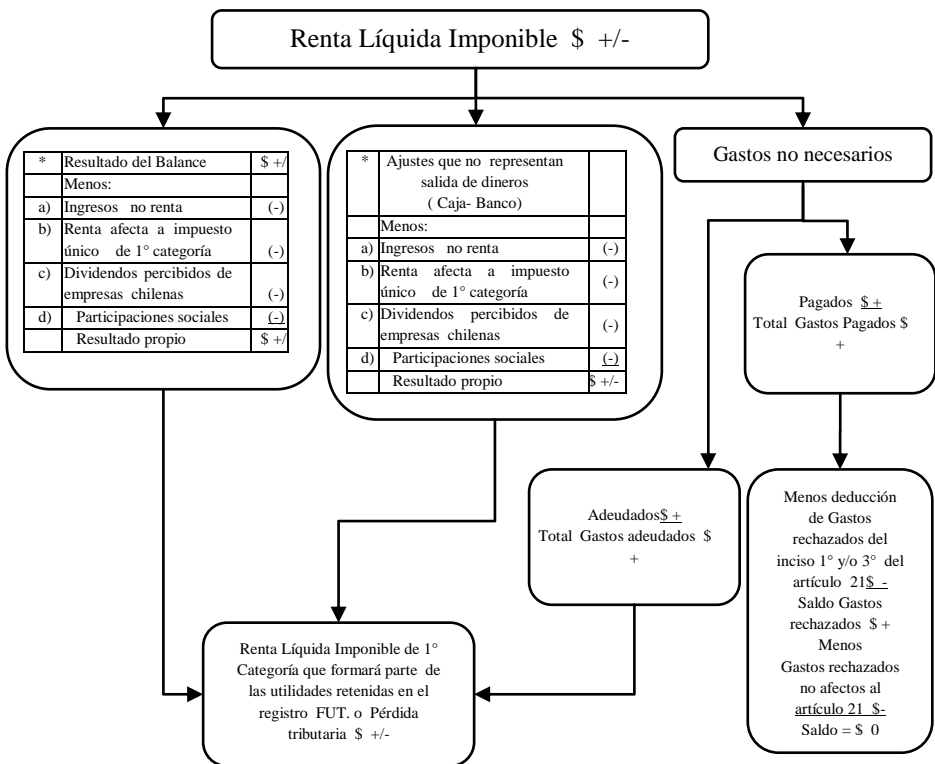 Renta Líquida Imponible $ +/-
* Resultado del Balance $ +/
Menos:
a) Ingresos no renta (-)
b) Renta afecta a impuesto
único de 1° categoría (-)
c) Dividendos percibidos de
empresas chilenas (-)
d) Participaciones sociales (-)
Resultado propio $ +/
* Ajustes que no representan
salida de dineros
( Caja- Banco)
Menos:
a) Ingresos no renta (-)
b) Renta afecta a impuesto
único de 1° categoría (-)
c) Dividendos percibidos de
empresas chilenas (-)
d) Participaciones sociales (-)
Resultado propio $ +/-
Gastos no necesarios
Pagados $ +
Total Gastos Pagados $
+
Adeudados$ +
Total Gastos adeudados $
+
Menos deducción
de Gastos
rechazados del
inciso 1° y/o 3° del
artículo 21$ -
Saldo Gastos
rechazados $ +
Menos
Gastos rechazados
no afectos al
artículo 21 $-
Saldo = $ 0
Renta Líquida Imponible de 1°
Categoría que formará parte de
las utilidades retenidas en el
registro FUT. o Pérdida
tributaria $ +/-